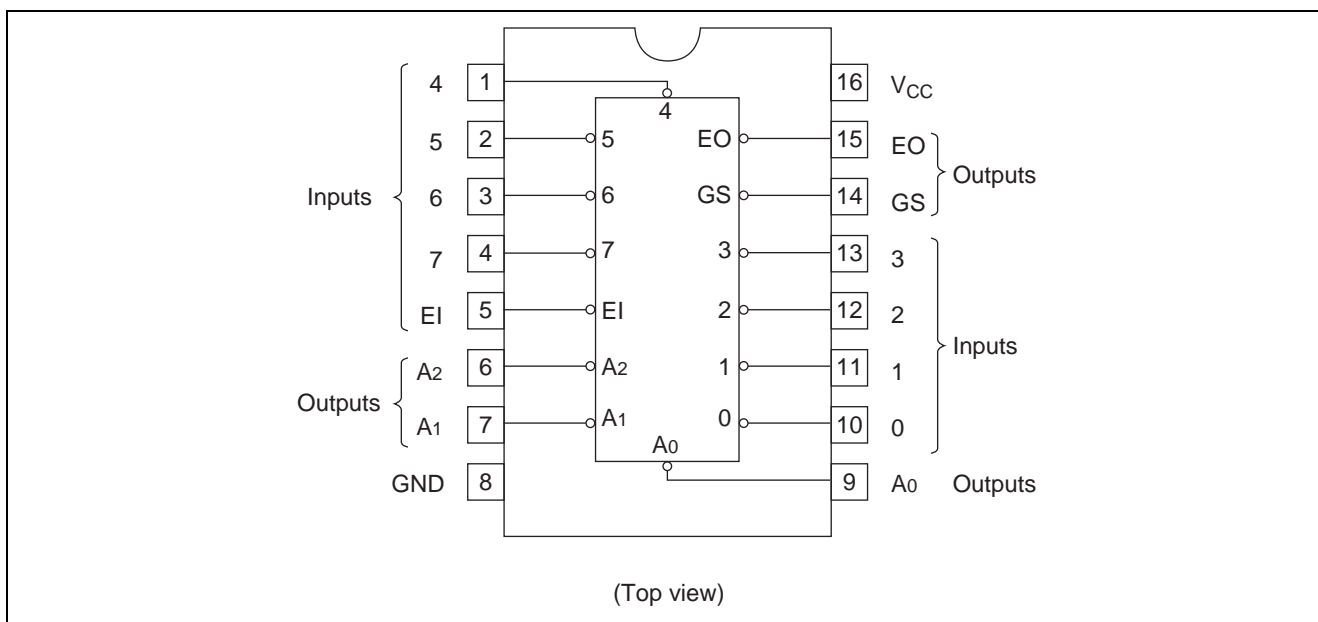 4 1 16 VCC
4
5 2 5 EO 15 EO
Outputs
Inputs 6 3 6 GS 14 GS
7 4 7 3 13 3
EI 5 EI 2 12 2
Inputs
A2 6 A2 1 11 1
Outputs
A1 7 A1 0 10 0
A0
GND 8 9 A0 Outputs
(Top view)